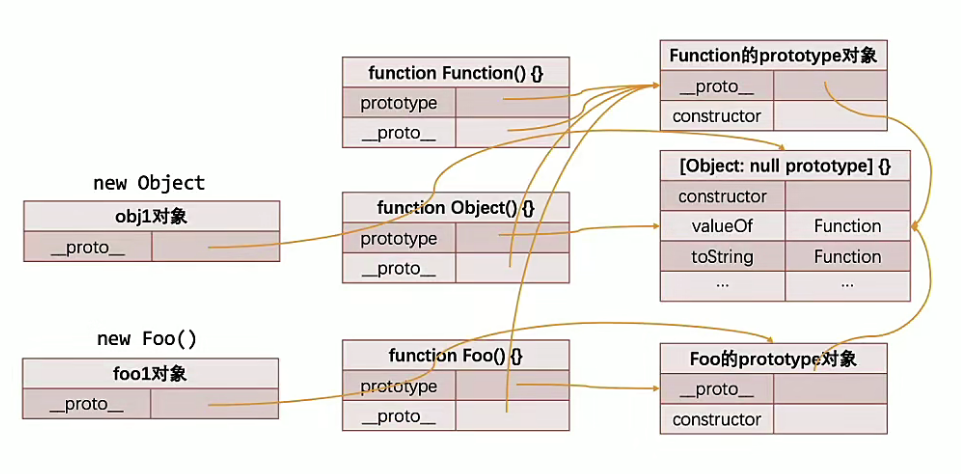 function Function() {}
prototype
__proto__
Function的prototype对象
__proto__
constructor
new Object
obj1对象
__proto__
function Object() {}
prototype
__proto__
[Object: null prototype] {}
constructor
valueOf Function
toString Function
... ...
new Foo()
foo1对象
__proto__
function Foo() {}
prototype
__proto__
Foo的prototype对象
__proto__
constructor